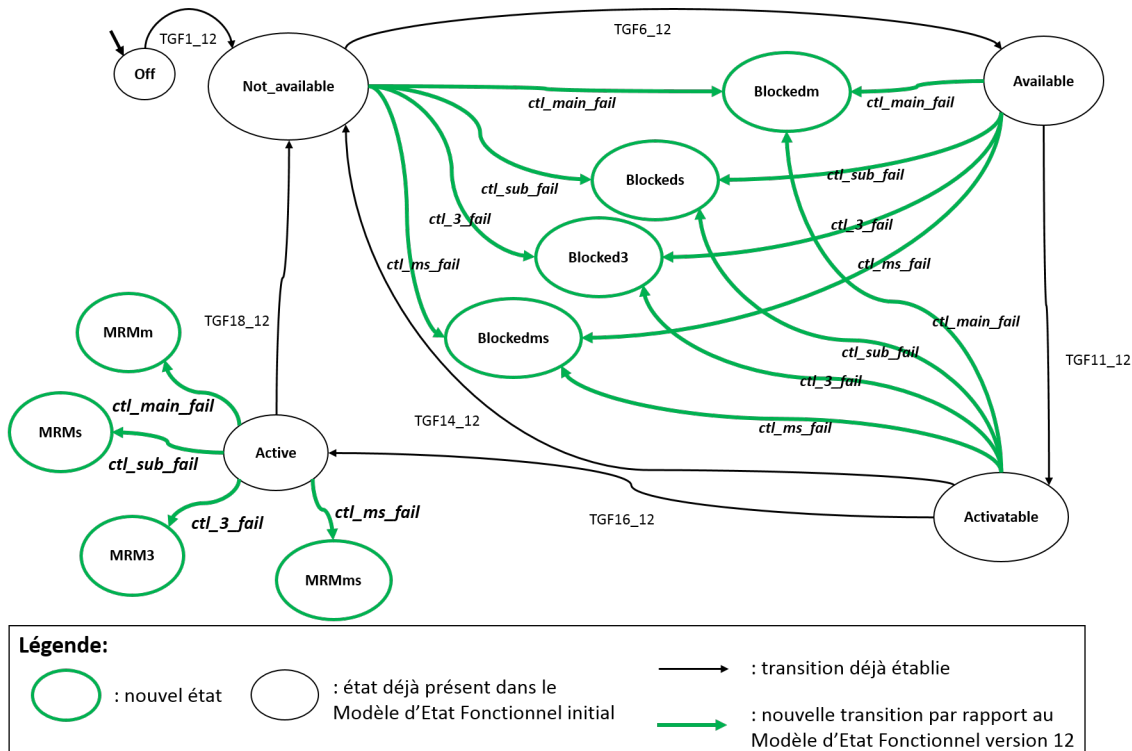 TGF1_12
TGF6_12
Off
Not_available
Blockedm
Available
ctl_main_fail
ctl_main_fail
Blockeds
ctl_sub_fail
ctl_sub_fail
ctl_3_fail
Blocked3
ctl_3_fail
ctl_ms_fail
ctl_ms_fail
TGF18_12
MRMm
Blockedms
ctl_main_fail
ctl_sub_fail
TGF11_12
ctl_3_fail
ctl_main_fail
TGF14_12
ctl_ms_fail
MRMs
Active
ctl_sub_fail
ctl_3_fail
ctl_ms_fail
TGF16_12
Activatable
MRM3
MRMms
Légende:
: nouvel état
: état déjà présent dans le
Modèle d'Etat Fonctionnel initial
: transition déjà établie
: nouvelle transition par rapport au
Modèle d'Etat Fonctionnel version 12